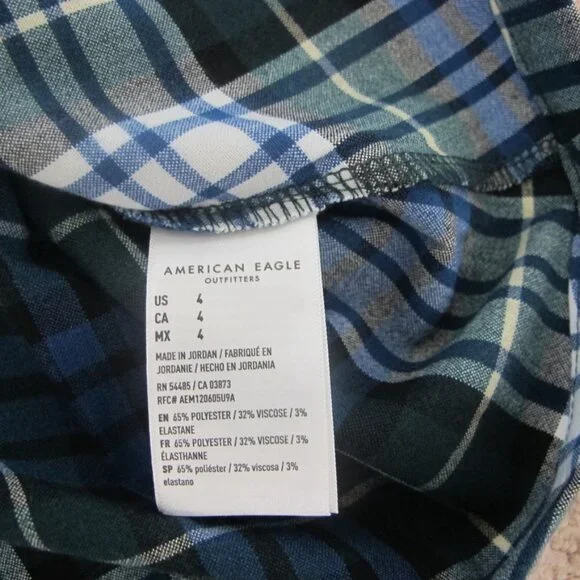 AMERICAN EAGLE
OUTFITTERS
US 4
CA 4
MX 4
MADE IN JORDAN / FABRIQUÉ EN
JORDANIE / HECHO EN JORDANIA
RN 54485 / CA 03873
RFC# AEM120605U9A
EN 65% POLYESTER / 32% VISCOSE / 3%
ELASTANE
FR 65% POLYESTER / 32% VISCOSE / 3%
ÉLASTHANNE
SP 65% poliéster / 32% viscosa / 3%
elastano